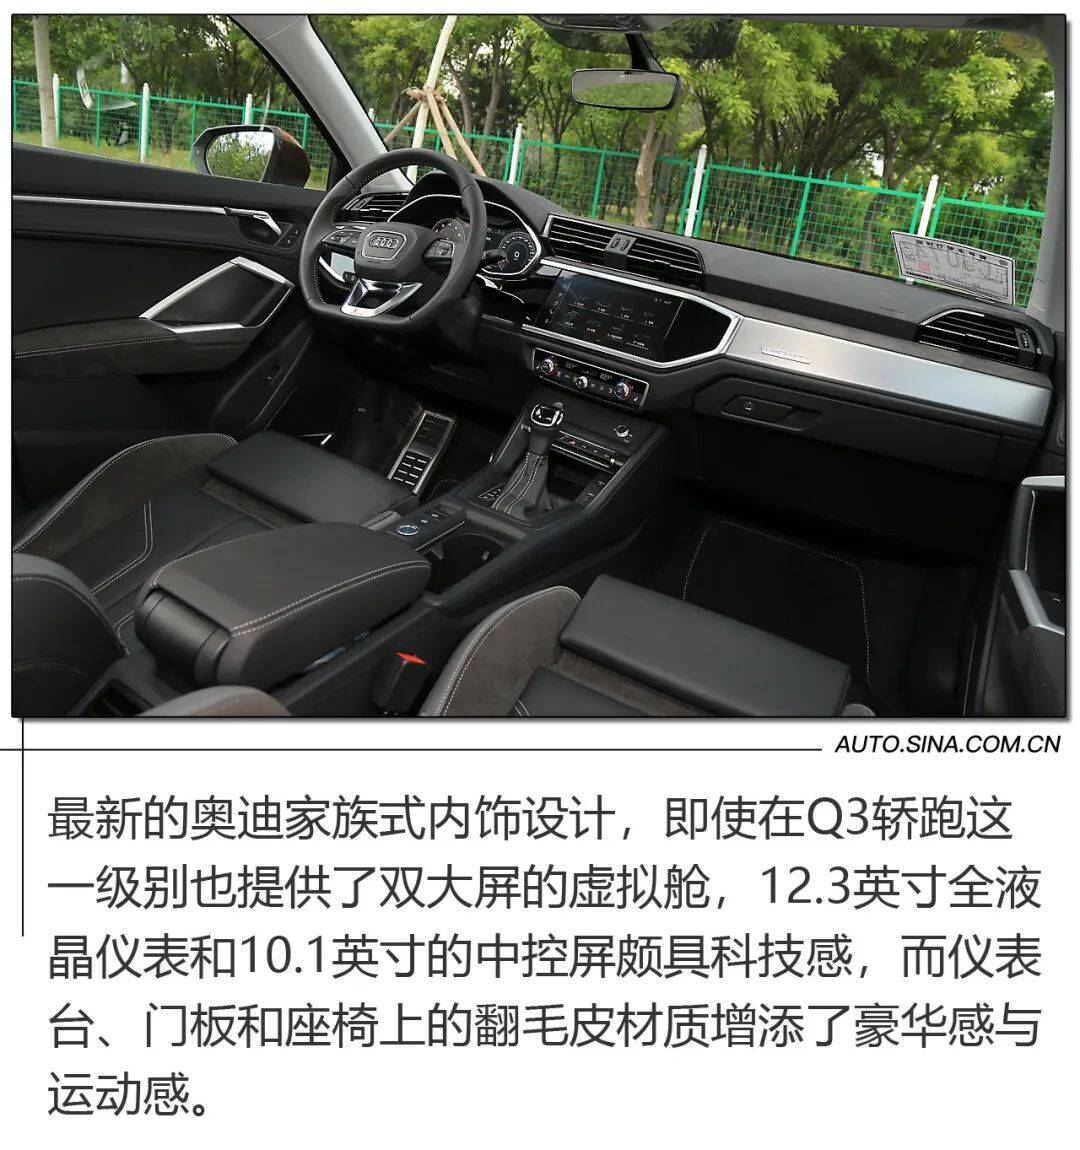 AUTO.SINA.COM.CN
最新的奥迪家族式内饰设计，即使在Q3轿跑这
一级别也提供了双大屏的虚拟舱，12.3英寸全液
晶仪表和10.1英寸的中控屏颇具科技感，而仪表
台、门板和座椅上的翻毛皮材质增添了豪华感与
运动感。